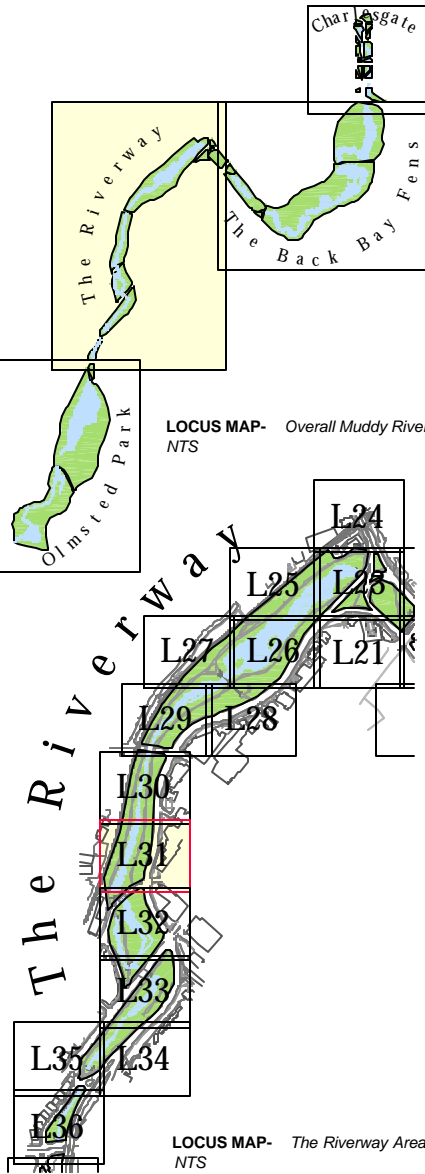 Charlesgate
The Riverway
The Back Bay Fens
Olmsted Park
LOCUS MAP- Overall Muddy River
NTS
The Riverway
L24
L25 L23
L27 L26 L21
L29 L28
L30
L31
L32
L33
L35 L34
L36
LOCUS MAP- The Riverway Area
NTS